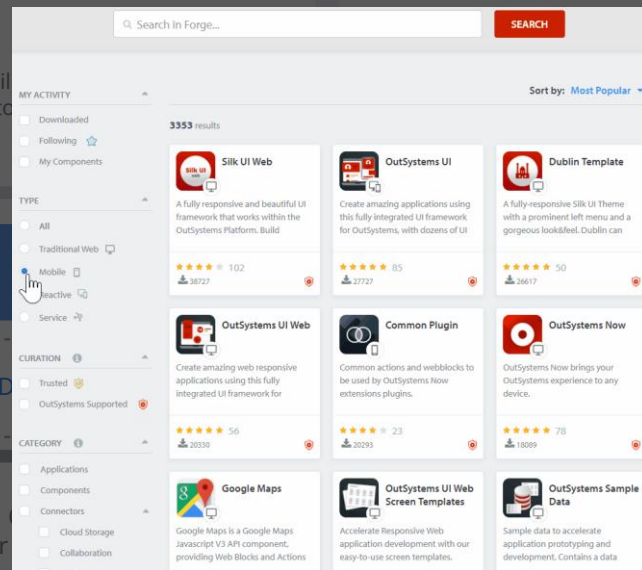 Search in Forge...
SEARCH
MY ACTIVITY
Downloaded
Following
My Components
TYPE
All
Traditional Web
Mobile
Reactive
Service
CURATION
Trusted
OutSystems Supported
CATEGORY
Applications
Components
Connectors
Cloud Storage
Collaboration
Sort by: Most Popular
3353 results
SILK UI
Silk UI Web
A fully responsive and beautiful UI
framework that works within the
OutSystems Platform. Build
102
38727
OutSystems UI
Create amazing applications using
this fully integrated UI framework
for OutSystems, with dozens of UI
85
27727
Dublin Template
A fully-responsive Silk UI Theme
with a prominent left menu and a
gorgeous look&feel. Dublin can
50
26617
OutSystems UI Web
Create amazing web responsive
applications using this fully
integrated UI framework for
56
20330
Common Plugin
Common actions and webblocks to
be used by OutSystems Now
extensions plugins.
23
20293
OutSystems Now
OutSystems Now brings your
OutSystems experience to any
device.
78
18089
Google Maps
Google Maps is a Google Maps
Javascript V3 API component,
providing Web Blocks and Actions
OutSystems UI Web
Screen Templates
Accelerate Responsive Web
application development with our
easy-to-use screen templates.
OutSystems Sample
Data
Sample data to accelerate
application prototyping and
development. Contains a data